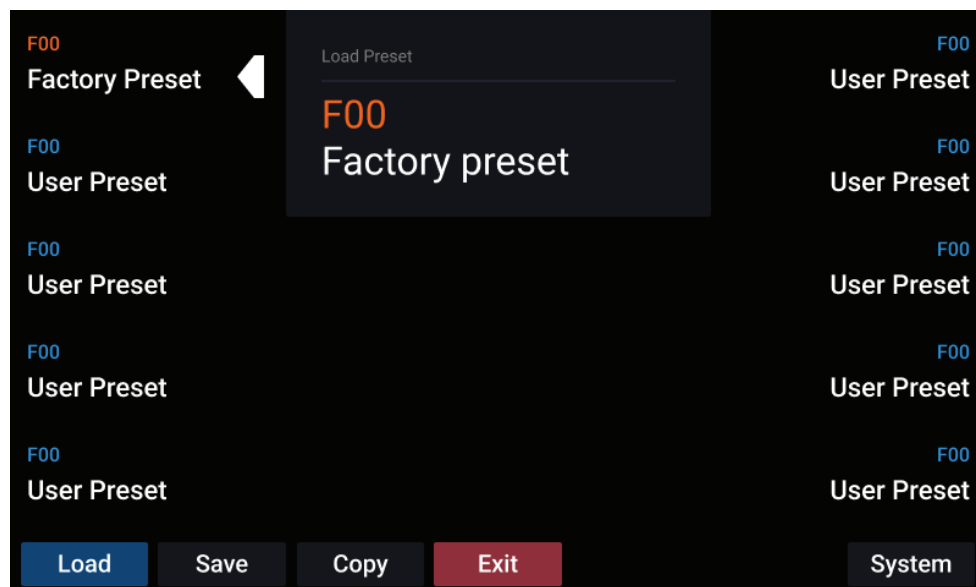 F00
Factory Preset
F00
User Preset
F00
User Preset
F00
User Preset
F00
User Preset
Load Preset
F00
Factory preset
F00
User Preset
F00
User Preset
F00
User Preset
F00
User Preset
F00
User Preset
Load Save Copy Exit System